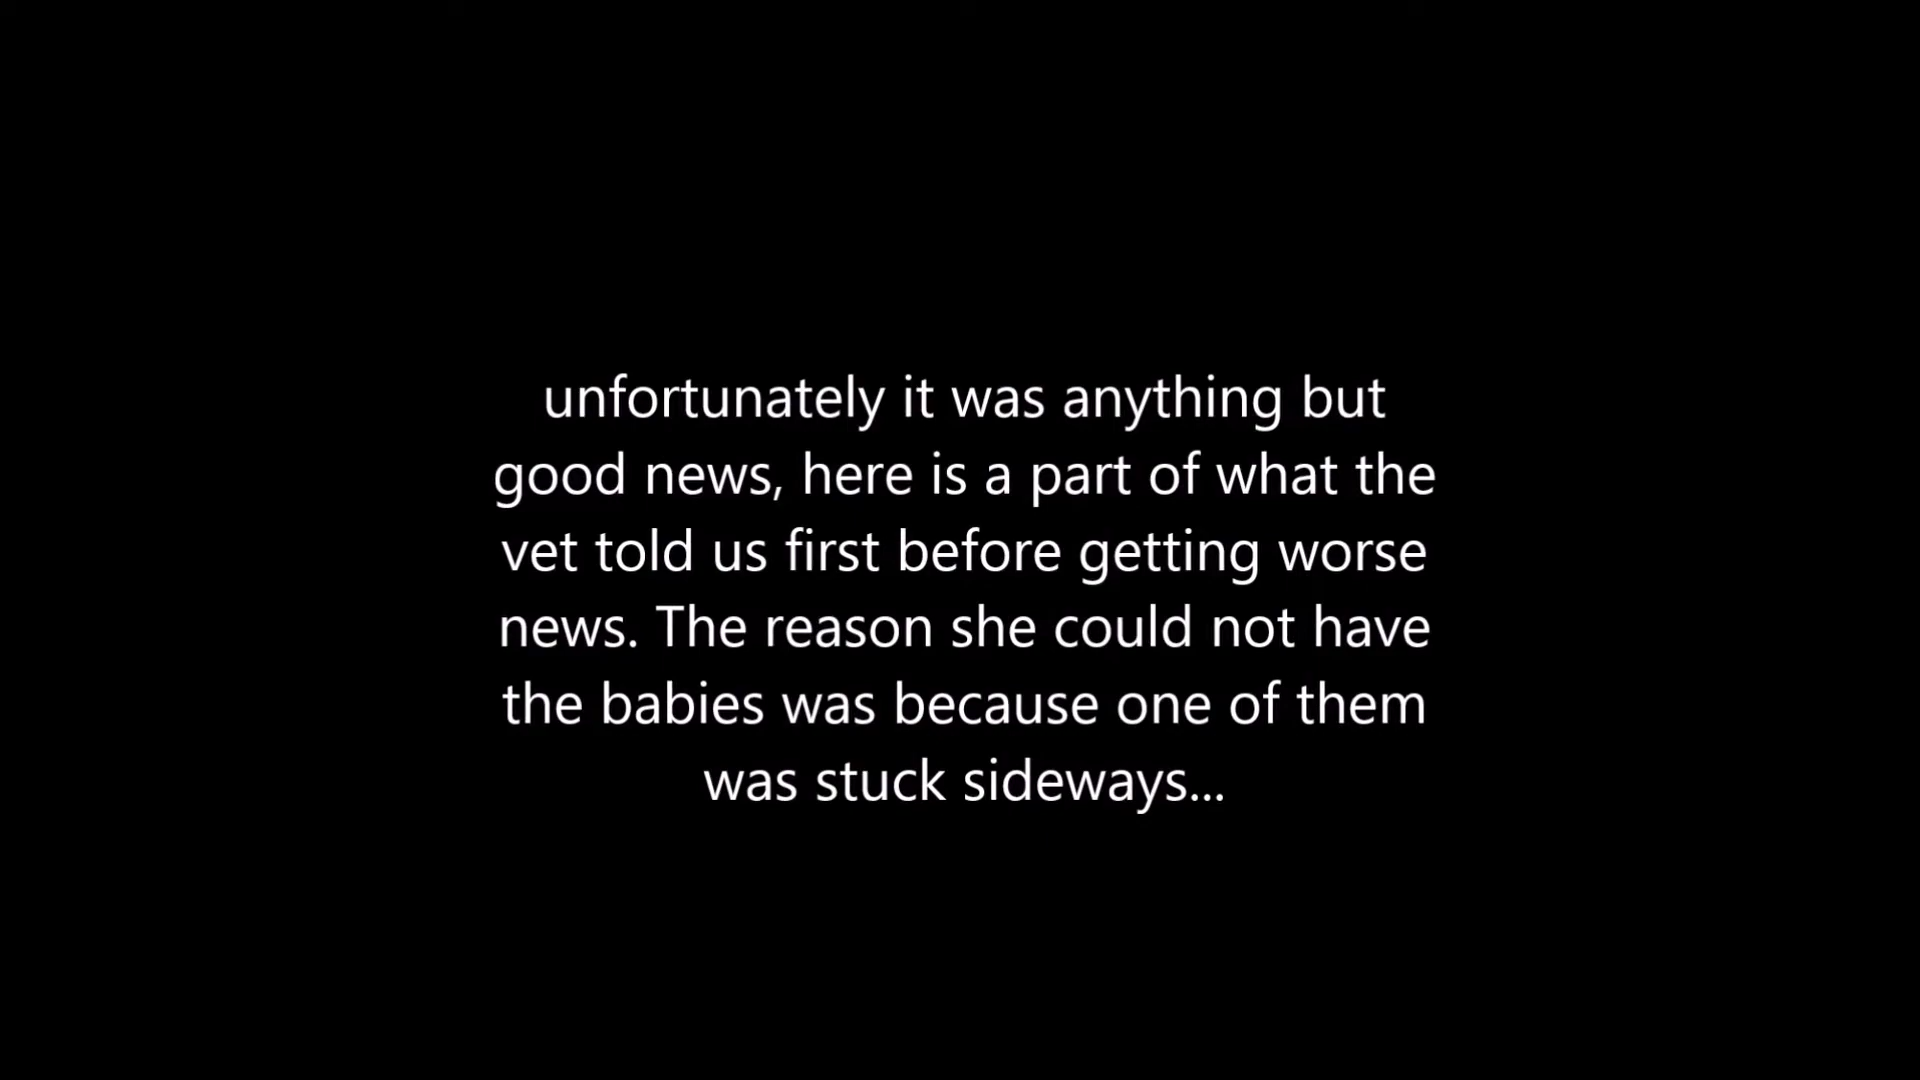 unfortunately it was anything but
good news, here is a part of what the
vet told us first before getting worse
news. The reason she could not have
the babies was because one of them
was stuck sideways...